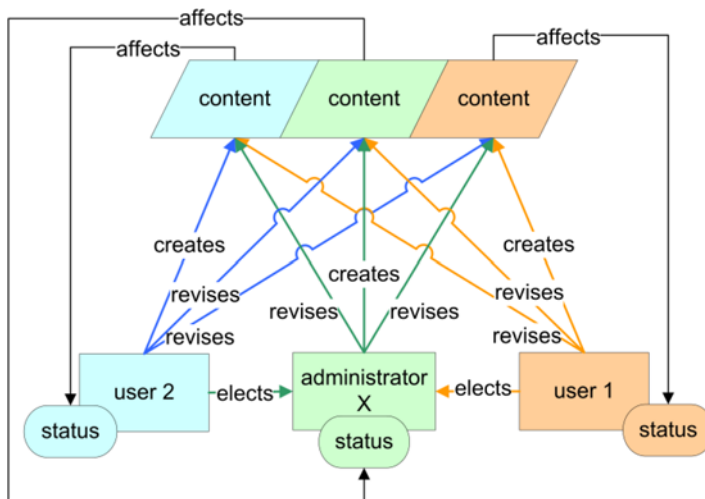 affects
affects
affects
content
content
content
creates
creates
creates
revises
revises
revises
revises
revises
revises
user 2
elects
administrator
X
elects
user 1
status
status
status